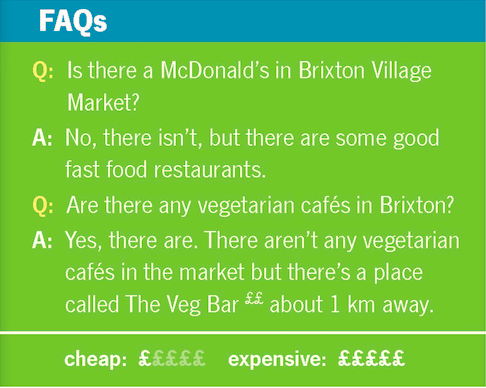 FAQs
Q: Is there a McDonald's in Brixton Village
Market?
A: No, there isn't, but there are some good
fast food restaurants.
Q: Are there any vegetarian cafés in Brixton?
A: Yes, there are. There aren't any vegetarian
cafés in the market but there's a place
called The Veg Bar ££ about 1 km away.
cheap: £££££ expensive: £££££